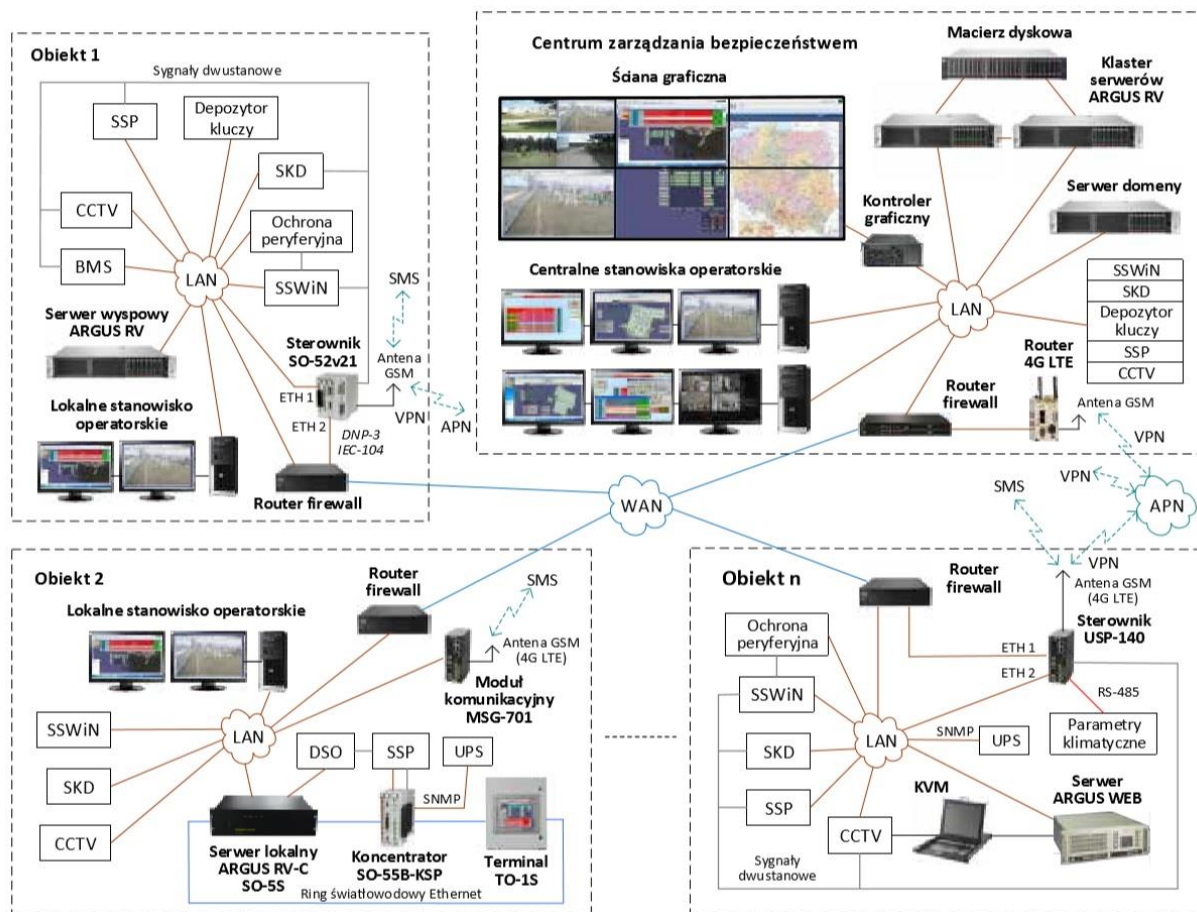 Obiekt 1
Sygnały dwustanowe
SSP
Depozytor
kluczy
SKD
CCTV
Ochrona
peryferyjna
BMS
LAN
SSWiN
SMS
Serwer wyspowy
ARGUS RV
Sterownik
SO-52v21
Antena
GSM
ETH 1
VPN
APN
ETH 2
DNP-3
IEC-104
Lokalne stanowisko
operatorskie
Router firewall
Centrum zarządzania bezpieczeństwem
Ściana graficzna
Macierz dyskowa
Klaster
serwerów
ARGUS RV
Kontroler
graficzny
Serwer domeny
Centralne stanowiska operatorskie
LAN
SSWiN
SKD
Depozytor
kluczy
SSP
CCTV
Router
4G LTE
Router
firewall
Antena GSM
VPN
VPN
SMS
APN
VPN
WAN
Obiekt 2
Router
firewall
Lokalne stanowisko operatorskie
SMS
Antena GSM
(4G LTE)
Moduł
komunikacyjny
MSG-701
SSWiN
LAN
DSO
SSP
UPS
SKD
SNMP
CCTV
Serwer lokalny
ARGUS RV-C
SO-5S
Koncentrator
SO-55B-KSP
Terminal
TO-1S
Ring światłowodowy Ethernet
Obiekt n
Router
firewall
Antena GSM
(4G LTE)
Sterownik
USP-140
Ochrona
peryferyjna
ETH 1
ETH 2
SSWiN
RS-485
LAN
SNMP
UPS
Parametry
klimatyczne
SKD
SSP
KVM
Serwer
ARGUS WEB
CCTV
Sygnały
dwustanowe